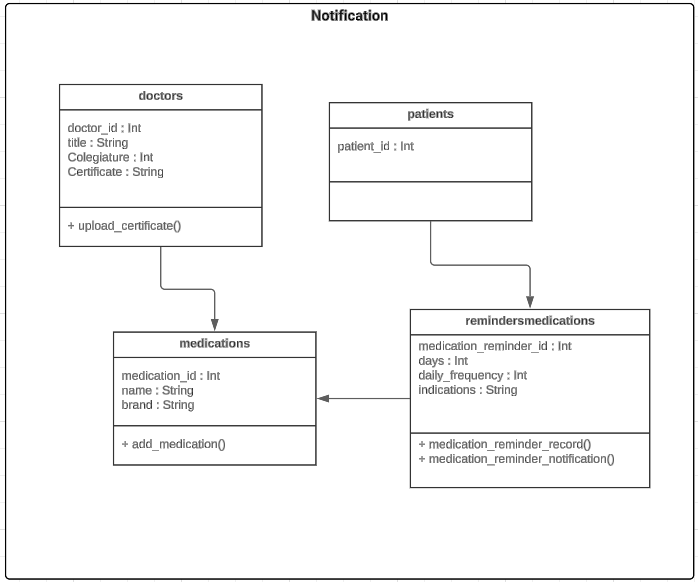 Notification
doctors
doctor_id : Int
title : String
Colegiature : Int
Certificate : String
+ upload_certificate()
patients
patient_id : Int
medications
medication_id : Int
name : String
brand : String
+ add_medication()
remindersmedications
medication_reminder_id : Int
days : Int
daily_frequency : Int
indications : String
+ medication_reminder_record()
+ medication_reminder_notification()